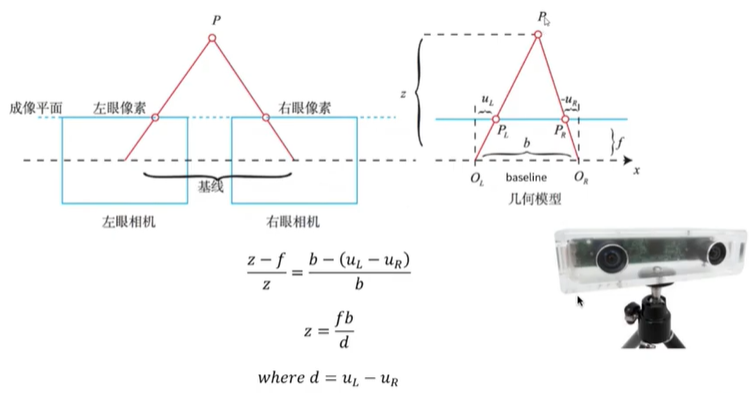 P
成像平面 左眼像素 右眼像素
基线
左眼相机 右眼相机
P
z
u_L -u_R
P_L P_R
b f
x
O_L baseline O_R
几何模型
\frac{z - f}{z} = \frac{b - (u_L - u_R)}{b}
z = \frac{fb}{d}
where d = u_L - u_R